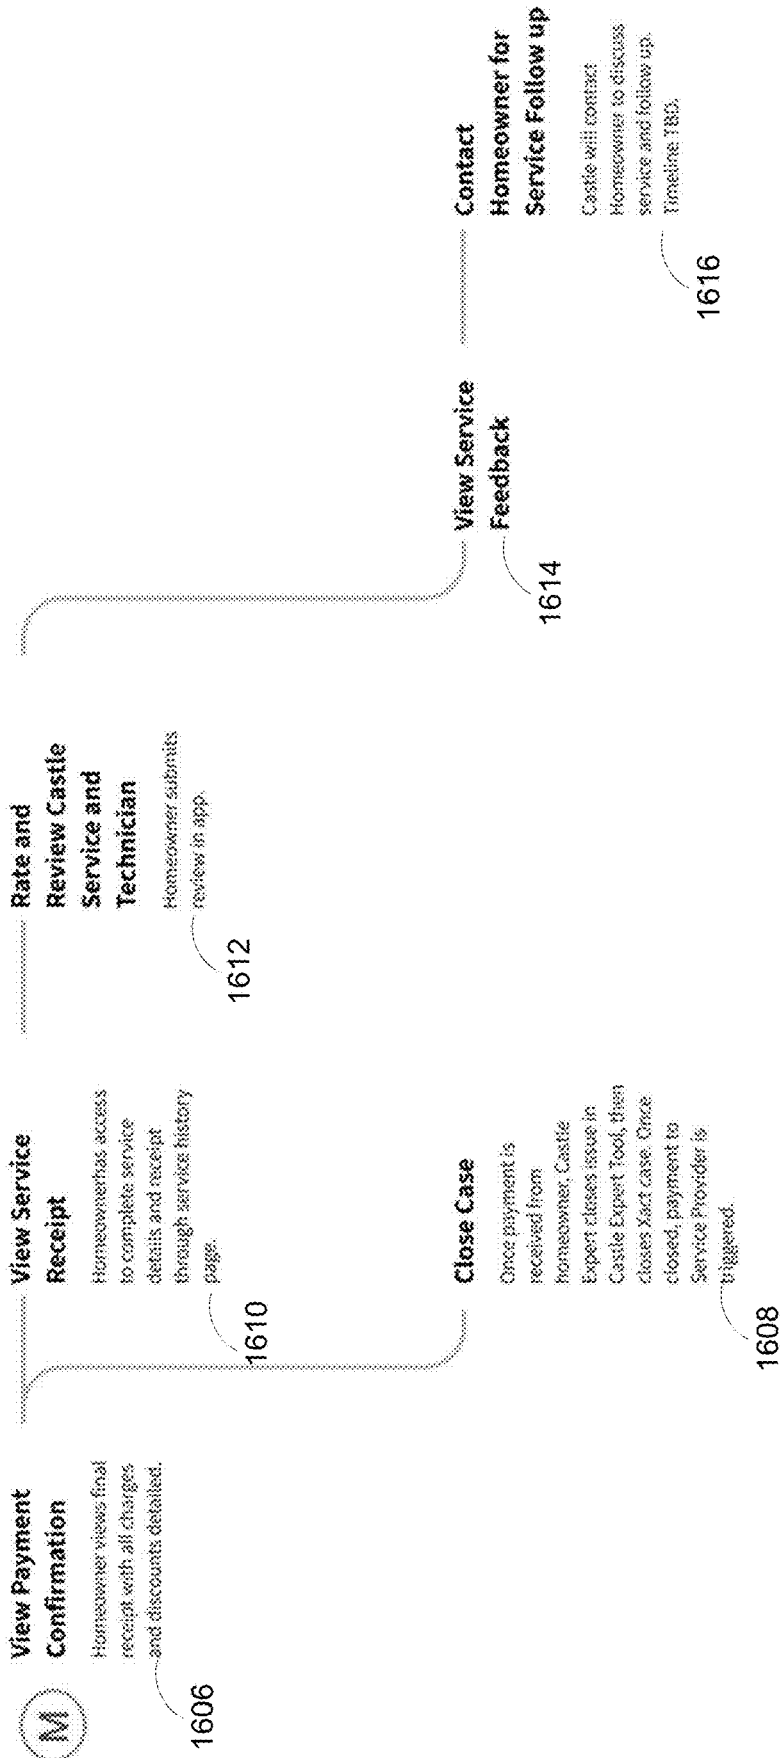 M
View Payment
Confirmation
Homeowner views final
receipt with all charges
and discounts detailed.
1606
View Service
Receipt
Homeownerhas access
to complete service
details and receipt
through service history
page.
1610
Close Case
Once payment is
received from
homeowner, Castle
Expert closes issue in
Castle Expert Tool, then
closes Xact case. Once
closed, payment to
Service Provider is
triggered.
1608
Rate and
Review Castle
Service and
Technician
Homeowner submits
review in app.
1612
View Service
Feedback
1614
Contact
Homeowner for
Service Follow up
Castle will contact
Homeowner to discuss
service and follow up.
Timeline TBD.
1616